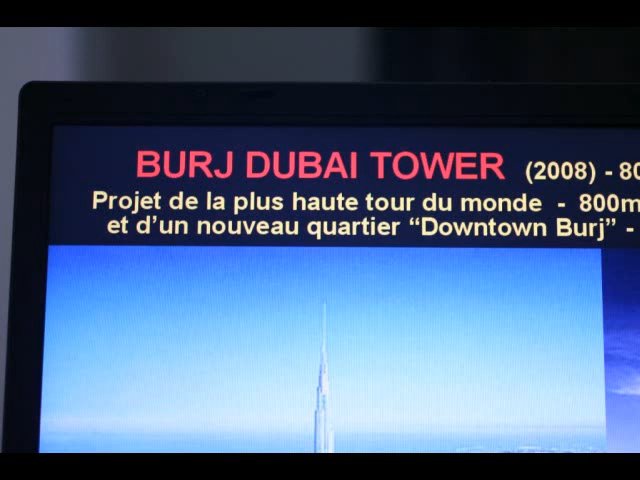 BURJ DUBAI TOWER (2008) - 80
Projet de la plus haute tour du monde - 800m
et d'un nouveau quartier “Downtown Burj” -